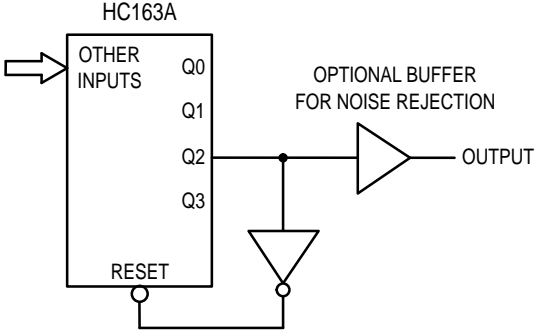 HC163A
OTHER
INPUTS
Q0
Q1
Q2
Q3
RESET
OPTIONAL BUFFER
FOR NOISE REJECTION
OUTPUT